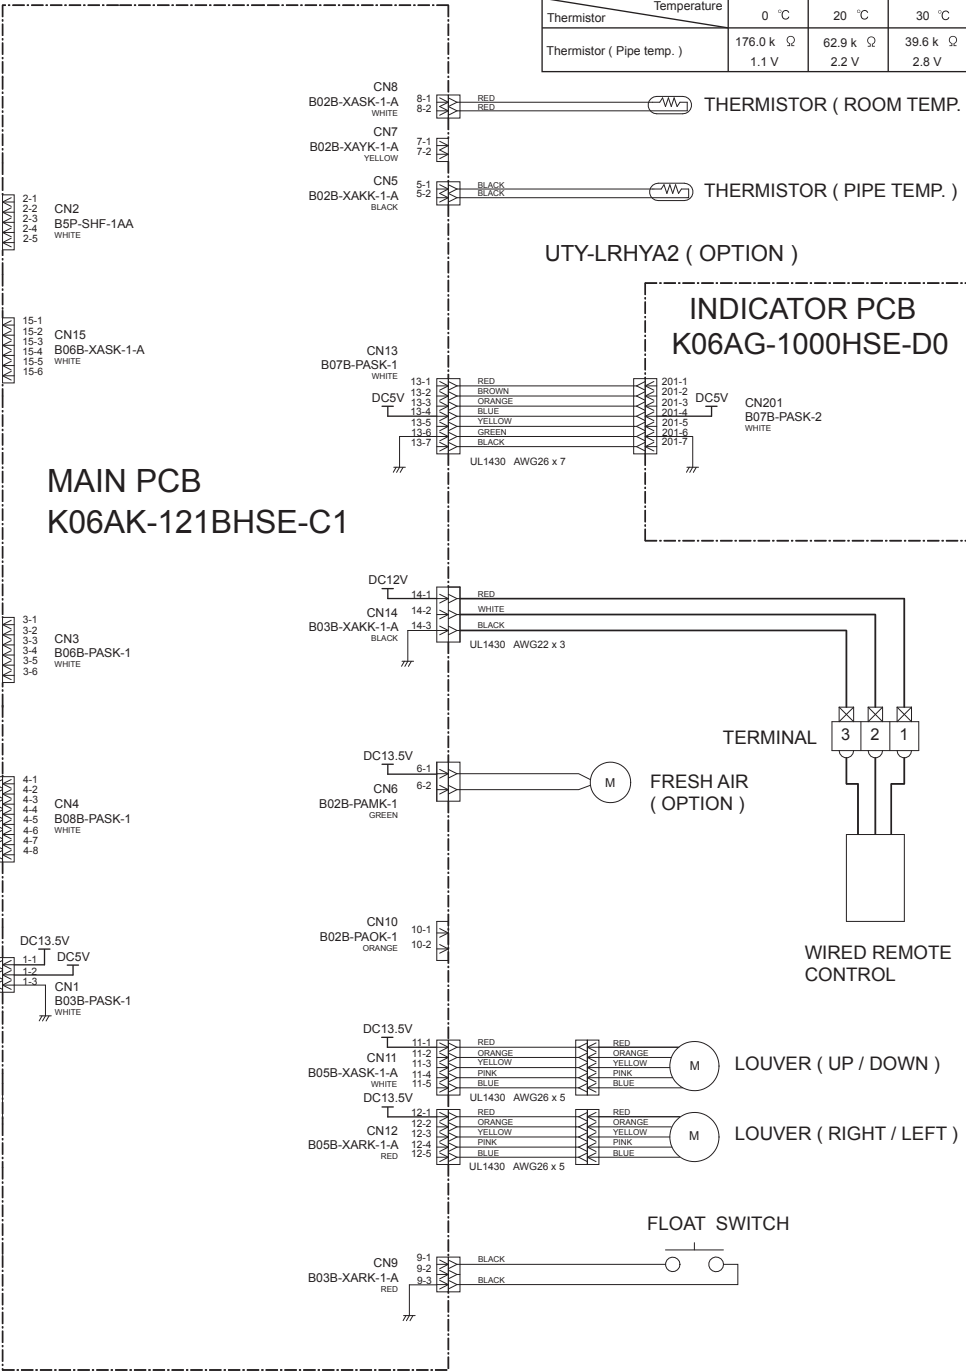 Temperature
Thermistor
0 ℃
20 ℃
30 ℃
Thermistor ( Pipe temp. )
176.0 k Ω
62.9 k Ω
39.6 k Ω
1.1 V
2.2 V
2.8 V
CN8
B02B-XASK-1-A
WHITE
8-1
8-2
RED
RED
THERMISTOR ( ROOM TEMP.
CN7
B02B-XAYK-1-A
YELLOW
7-1
7-2
CN5
B02B-XAKK-1-A
BLACK
5-1
5-2
BLACK
BLACK
THERMISTOR ( PIPE TEMP. )
2-1
2-2
2-3
2-4
2-5
CN2
B5P-SHF-1AA
WHITE
UTY-LRHYA2 ( OPTION )
INDICATOR PCB
K06AG-1000HSE-D0
15-1
15-2
15-3
15-4
15-5
15-6
CN15
B06B-XASK-1-A
WHITE
CN13
B07B-PASK-1
WHITE
DC5V
13-1
13-2
13-3
13-4
13-5
13-6
13-7
RED
BROWN
ORANGE
BLUE
YELLOW
GREEN
BLACK
UL1430 AWG26 x 7
201-1
201-2
201-3
201-4
201-5
201-6
201-7
DC5V
CN201
B07B-PASK-2
WHITE
MAIN PCB
K06AK-121BHSE-C1
DC12V
CN14
B03B-XAKK-1-A
BLACK
14-1
14-2
14-3
RED
WHITE
BLACK
UL1430 AWG22 x 3
3-1
3-2
3-3
3-4
3-5
3-6
CN3
B06B-PASK-1
WHITE
TERMINAL
3
2
1
DC13.5V
CN6
B02B-PAMK-1
GREEN
6-1
6-2
M
FRESH AIR
( OPTION )
4-1
4-2
4-3
4-4
4-5
4-6
4-7
4-8
CN4
B08B-PASK-1
WHITE
CN10
B02B-PAOK-1
ORANGE
10-1
10-2
WIRED REMOTE
CONTROL
DC13.5V
DC5V
1-1
1-2
1-3
CN1
B03B-PASK-1
WHITE
DC13.5V
CN11
B05B-XASK-1-A
WHITE
11-1
11-2
11-3
11-4
11-5
RED
ORANGE
YELLOW
PINK
BLUE
UL1430 AWG26 x 5
RED
ORANGE
YELLOW
PINK
BLUE
M
LOUVER ( UP / DOWN )
DC13.5V
CN12
B05B-XARK-1-A
RED
12-1
12-2
12-3
12-4
12-5
RED
ORANGE
YELLOW
PINK
BLUE
UL1430 AWG26 x 5
RED
ORANGE
YELLOW
PINK
BLUE
M
LOUVER ( RIGHT / LEFT )
FLOAT SWITCH
CN9
B03B-XARK-1-A
RED
9-1
9-2
9-3
BLACK
BLACK